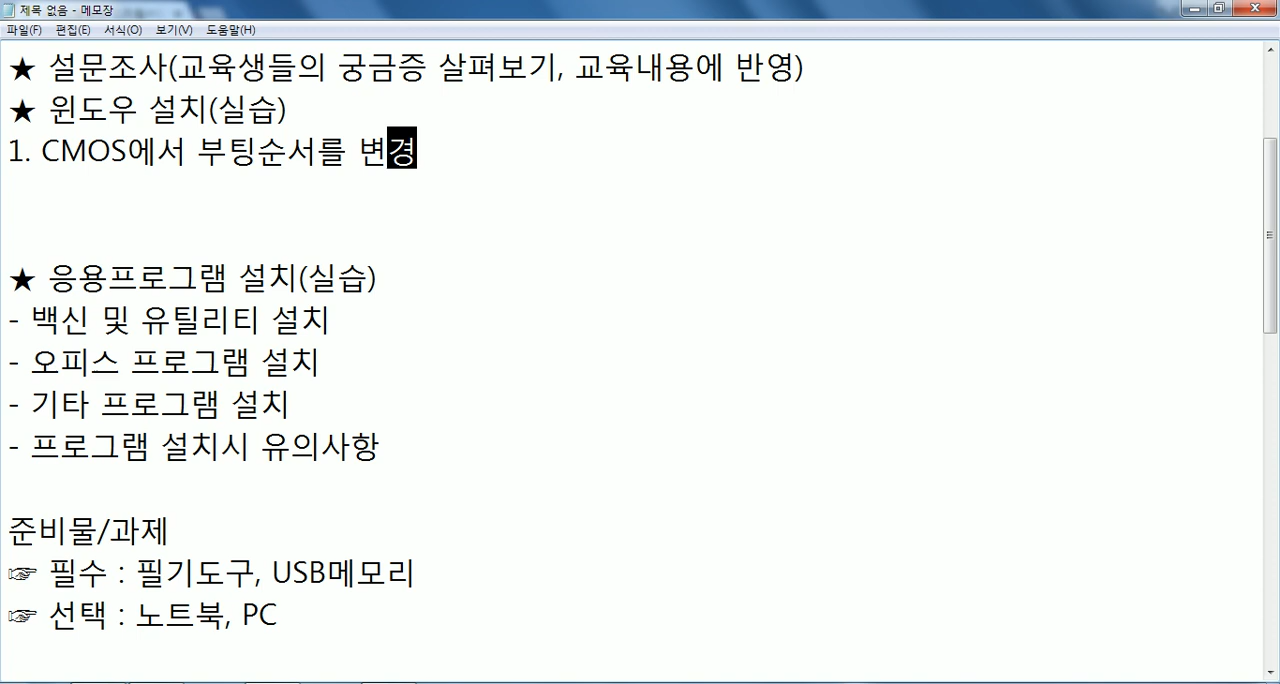 제목 없음 - 메모장
파일(F) 편집(E) 서식(O) 보기(V) 도움말(H)
★ 설문조사(교육생들의 궁금증 살펴보기, 교육내용에 반영)
★ 윈도우 설치(실습)
1. CMOS에서 부팅순서를 변경
★ 응용프로그램 설치(실습)
- 백신 및 유틸리티 설치
- 오피스 프로그램 설치
- 기타 프로그램 설치
- 프로그램 설치시 유의사항
준비물/과제
☞ 필수 : 필기도구, USB메모리
☞ 선택 : 노트북, PC